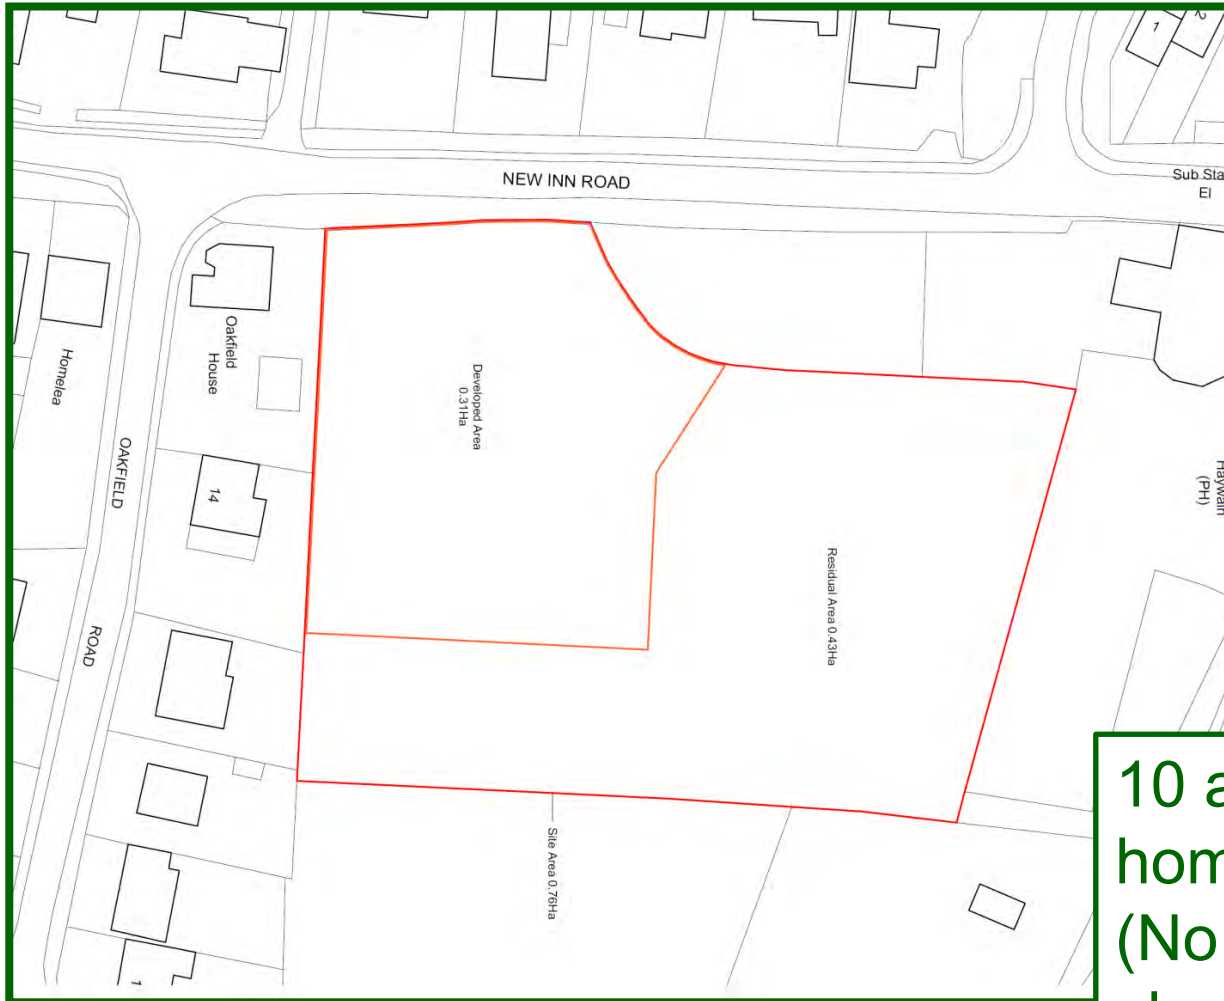 1
2
NEW INN ROAD
Sub Sta
El
Oakfield
House
Homelea
Developed Area
0.31Ha
OAKFIELD
14
(PH)
Residual Area 0.43Ha
ROAD
10 a
hom
(No
Site Area 0.76Ha
1